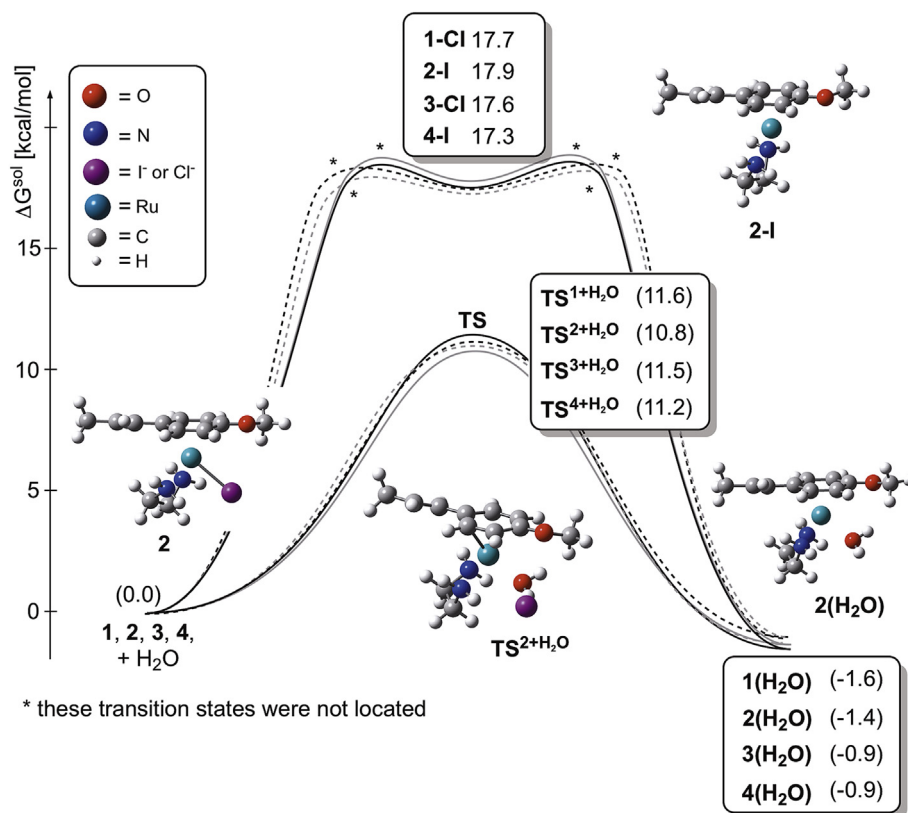 ΔG^sol [kcal/mol]
15
10
5
0
= O
= N
= I⁻ or Cl⁻
= Ru
= C
= H
1-Cl 17.7
2-I 17.9
3-Cl 17.6
4-I 17.3
* * * * * *
2-I
TS
TS^1+H₂O (11.6)
TS^2+H₂O (10.8)
TS^3+H₂O (11.5)
TS^4+H₂O (11.2)
2
(0.0)
1, 2, 3, 4,
+ H₂O
TS^2+H₂O
2(H₂O)
1(H₂O) (-1.6)
2(H₂O) (-1.4)
3(H₂O) (-0.9)
4(H₂O) (-0.9)
* these transition states were not located